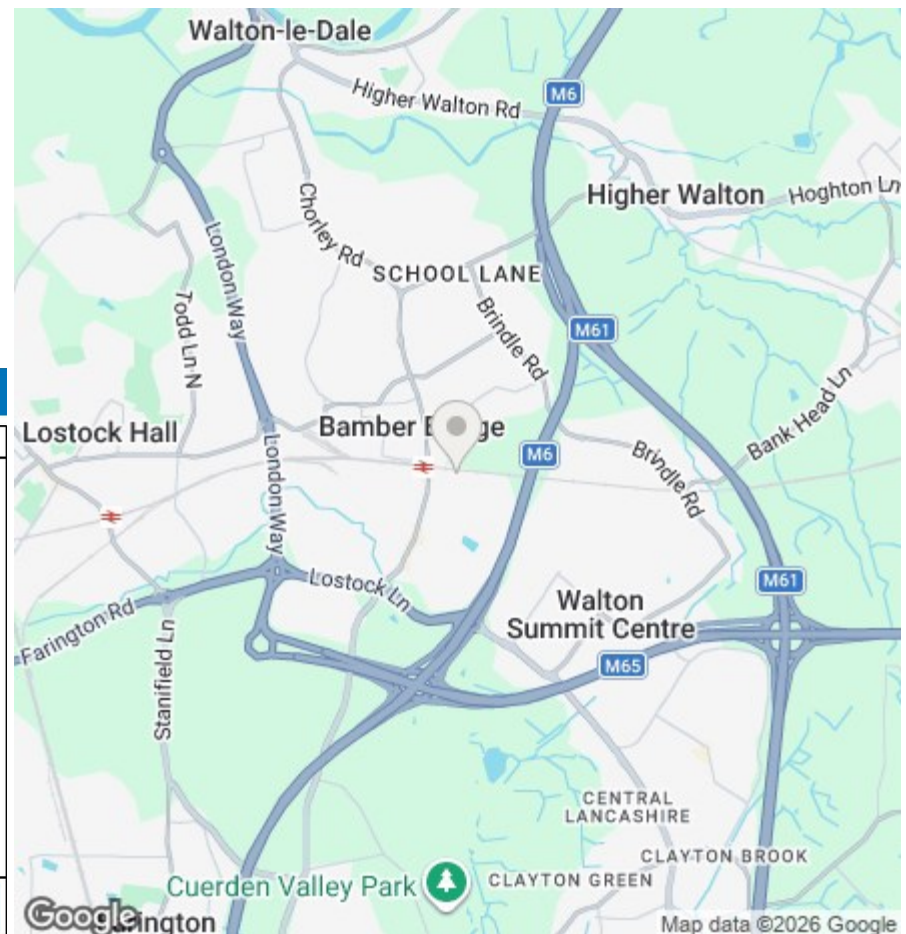 Walton-le-Dale
Higher Walton Rd
M6
Higher Walton
Hoghton Ln
Chorley Rd
London Way
SCHOOL LANE
Todd Ln N
Brindle Rd
M61
Bank Head Ln
Lostock Hall
Bamber
M6
Brindle Rd
London Way
Lostock Ln
M61
Walton
Summit Centre
Farington Rd
M65
Stanifield Ln
CENTRAL
LANCASHIRE
CLAYTON BROOK
Cuerden Valley Park
CLAYTON GREEN
Google
Map data ©2026 Google